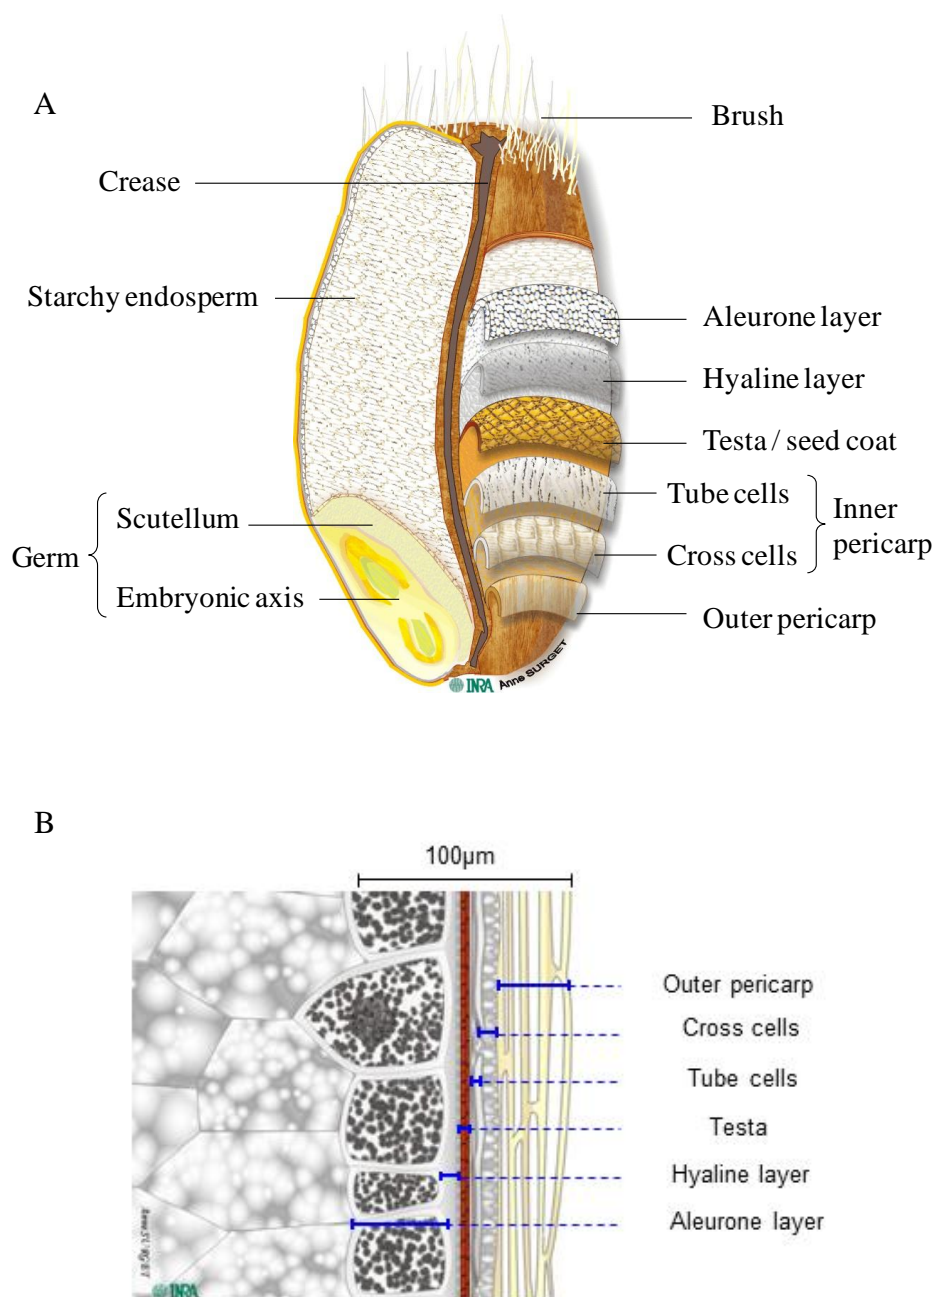 A
Brush
Crease
Starchy endosperm
Aleurone layer
Hyaline layer
Testa / seed coat
Tube cells
Inner
pericarp
Scutellum
Germ
Cross cells
Embryonic axis
Outer pericarp
INRA Anne SURGET
B
100µm
Outer pericarp
Cross cells
Tube cells
Testa
Hyaline layer
Aleurone layer
Anne SURGET
INRA